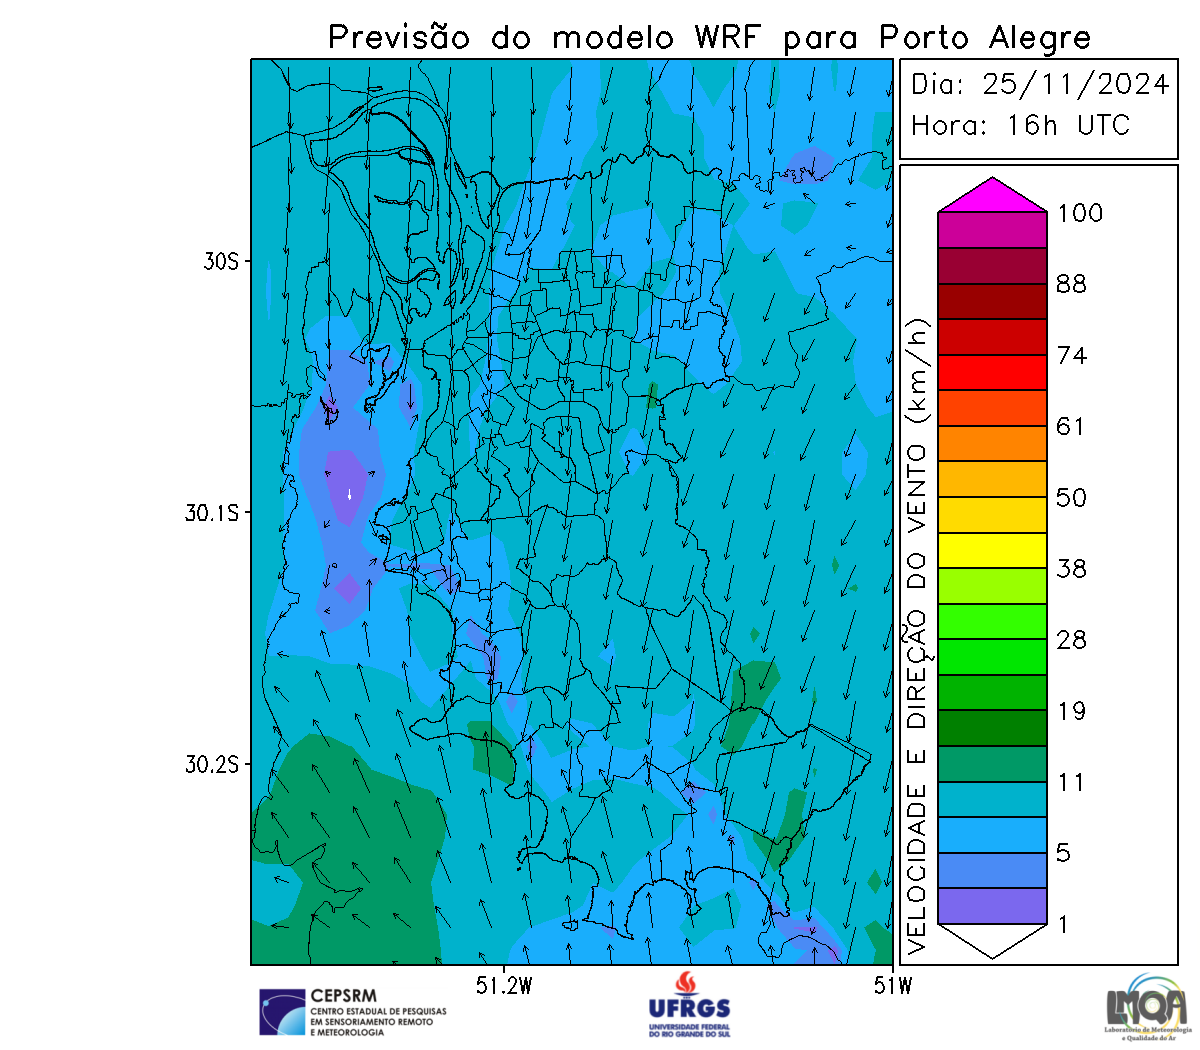 Previsão do modelo WRF para Porto Alegre
Dia: 25/11/2024
Hora: 16h UTC
30S
30.1S
30.2S
51.2W
51W
VELOCIDADE E DIREÇÃO DO VENTO (km/h)
100
88
74
61
50
38
28
19
11
5
1
CEPSRM
CENTRO ESTADUAL DE PESQUISAS
EM SENSORIAMENTO REMOTO
E METEOROLOGIA
UFRGS
UNIVERSIDADE FEDERAL
DO RIO GRANDE DO SUL
LMQA
Laboratório de Meteorologia
e Qualidade do Ar